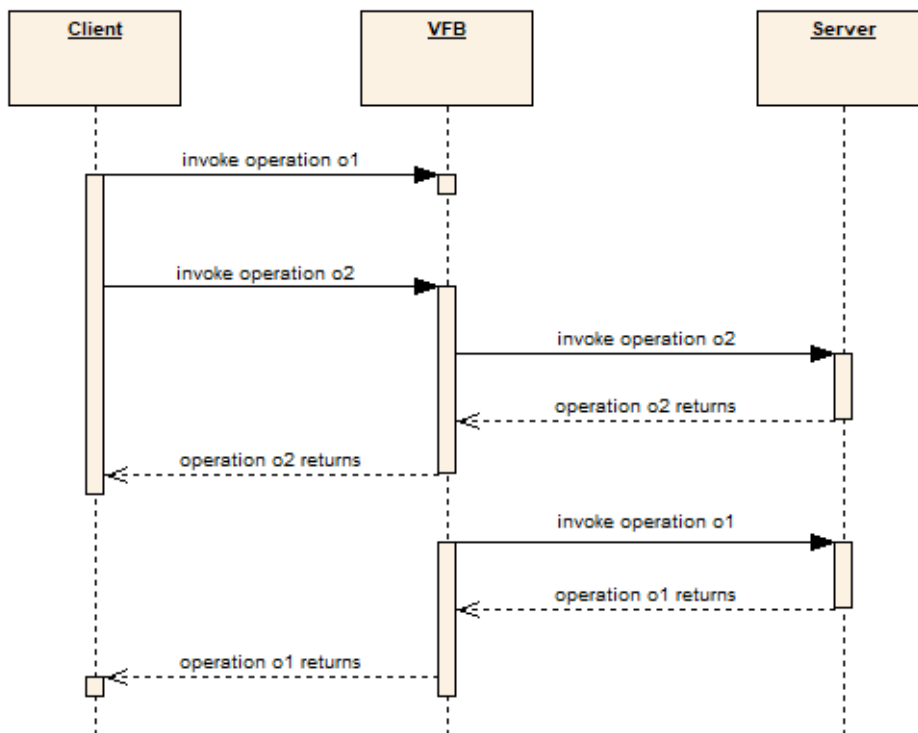 Client
VFB
Server
invoke operation o1
invoke operation o2
invoke operation o2
operation o2 returns
operation o2 returns
invoke operation o1
operation o1 returns
operation o1 returns